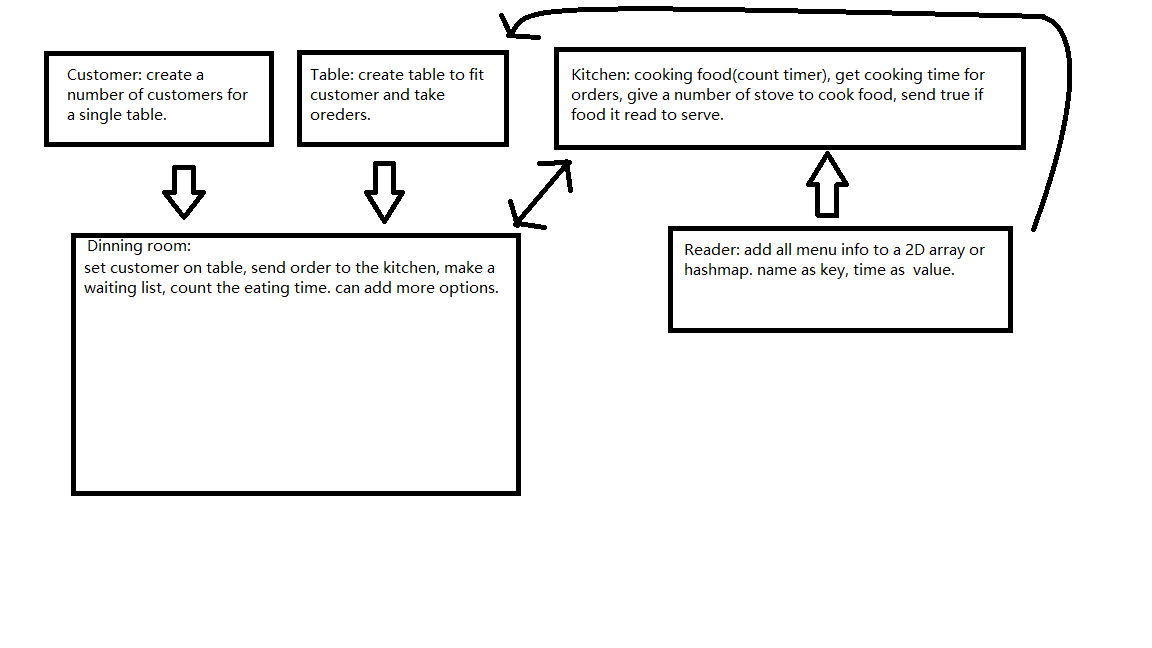 Customer: create a
number of customers for
a single table.
Table: create table to fit
customer and take
oreders.
Kitchen: cooking food(count timer), get cooking time for
orders, give a number of stove to cook food, send true if
food it read to serve.
Dinning room:
set customer on table, send order to the kitchen, make a
waiting list, count the eating time. can add more options.
Reader: add all menu info to a 2D array or
hashmap. name as key, time as  value.